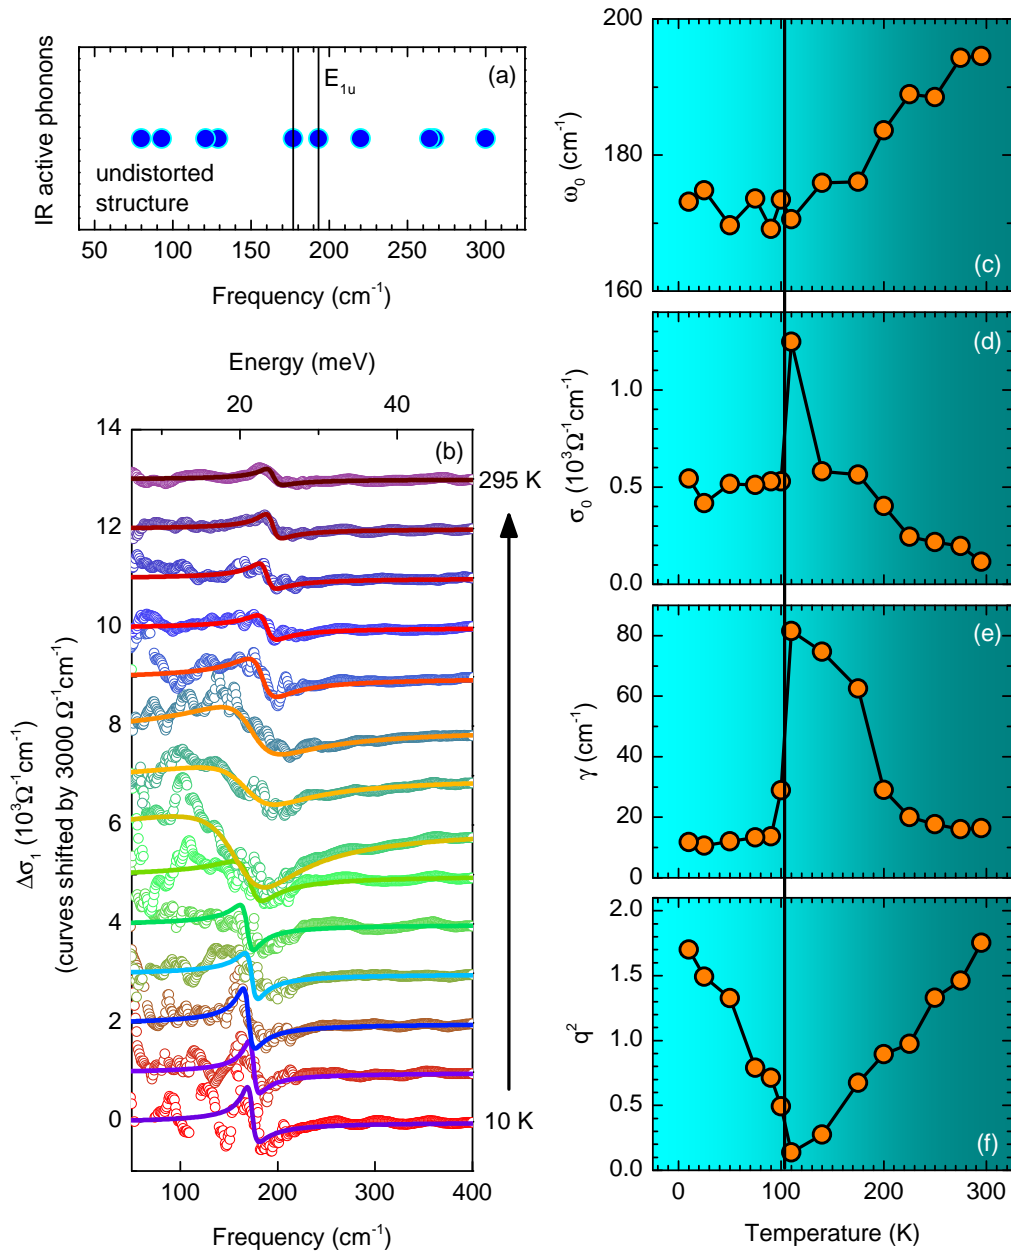 IR active phonons
(a)
E1u
undistorted
structure
50 100 150 200 250 300
Frequency (cm-1)
Energy (meV)
20 40
14
12
10
8
6
4
2
0
Δσ1 (10³Ω-1cm-1)
(curves shifted by 3000 Ω-1cm-1)
(b)
295 K
10 K
100 200 300 400
Frequency (cm-1)
200
180
160
ω0 (cm-1)
(c)
1.0
0.5
0.0
σ0 (10³Ω-1cm-1)
(d)
80
60
40
20
0
γ (cm-1)
(e)
2.0
1.5
1.0
0.5
0.0
q²
(f)
0 100 200 300
Temperature (K)